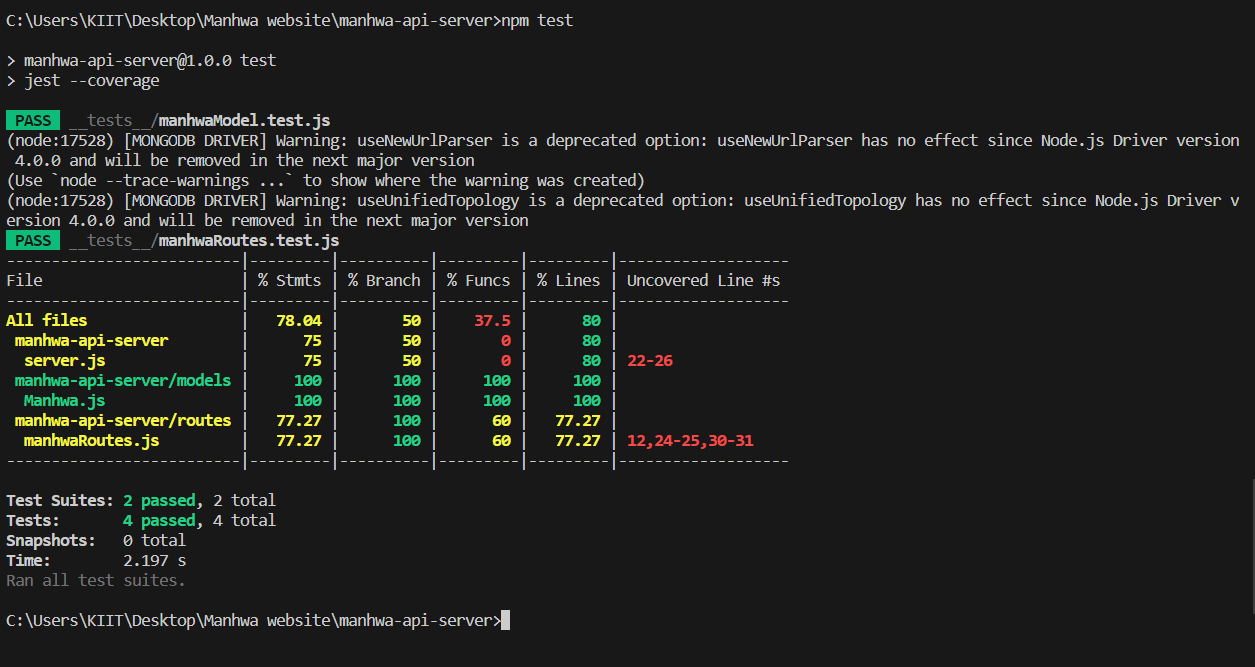 C:\Users\KIIT\Desktop\Manhwa website\manhwa-api-server>npm test
> manhwa-api-server@1.0.0 test
> jest --coverage
PASS __tests__/manhwaModel.test.js
(node:17528) [MONGODB DRIVER] Warning: useNewUrlParser is a deprecated option: useNewUrlParser has no effect since Node.js Driver version
 4.0.0 and will be removed in the next major version
(Use `node --trace-warnings ...` to show where the warning was created)
(node:17528) [MONGODB DRIVER] Warning: useUnifiedTopology is a deprecated option: useUnifiedTopology has no effect since Node.js Driver v
ersion 4.0.0 and will be removed in the next major version
PASS __tests__/manhwaRoutes.test.js
--------------------------|---------|----------|---------|---------|-------------------
File                      | % Stmts | % Branch | % Funcs | % Lines | Uncovered Line #s
--------------------------|---------|----------|---------|---------|-------------------
All files                 |   78.04 |       50 |    37.5 |      80 |
 manhwa-api-server        |      75 |       50 |       0 |      80 |
  server.js               |      75 |       50 |       0 |      80 | 22-26
 manhwa-api-server/models |     100 |      100 |     100 |     100 |
  Manhwa.js               |     100 |      100 |     100 |     100 |
 manhwa-api-server/routes |   77.27 |      100 |      60 |   77.27 |
  manhwaRoutes.js         |   77.27 |      100 |      60 |   77.27 | 12,24-25,30-31
--------------------------|---------|----------|---------|---------|-------------------
Test Suites: 2 passed, 2 total
Tests:       4 passed, 4 total
Snapshots:   0 total
Time:        2.197 s
Ran all test suites.
C:\Users\KIIT\Desktop\Manhwa website\manhwa-api-server>